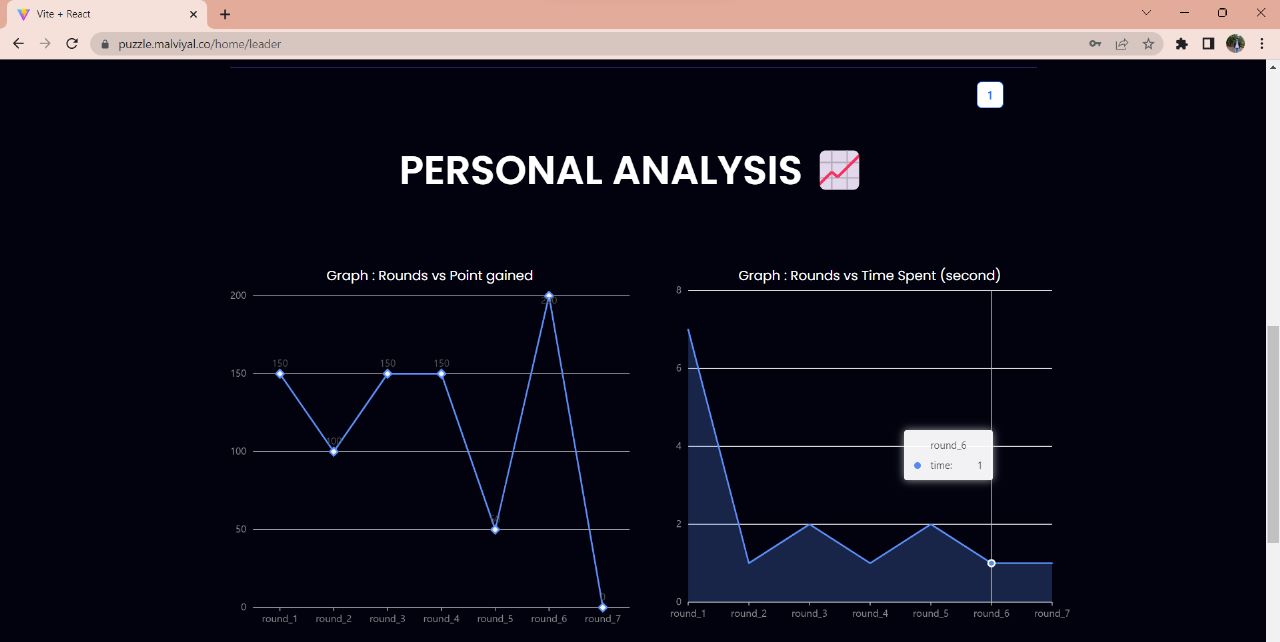 Vite + React
puzzle.malviyal.co/home/leader
1
PERSONAL ANALYSIS
Graph : Rounds vs Point gained
200
150
100
50
0
150
100
150
150
50
200
0
round_1 round_2 round_3 round_4 round_5 round_6 round_7
Graph : Rounds vs Time Spent (second)
8
6
4
2
0
round_6
time: 1
round_1 round_2 round_3 round_4 round_5 round_6 round_7